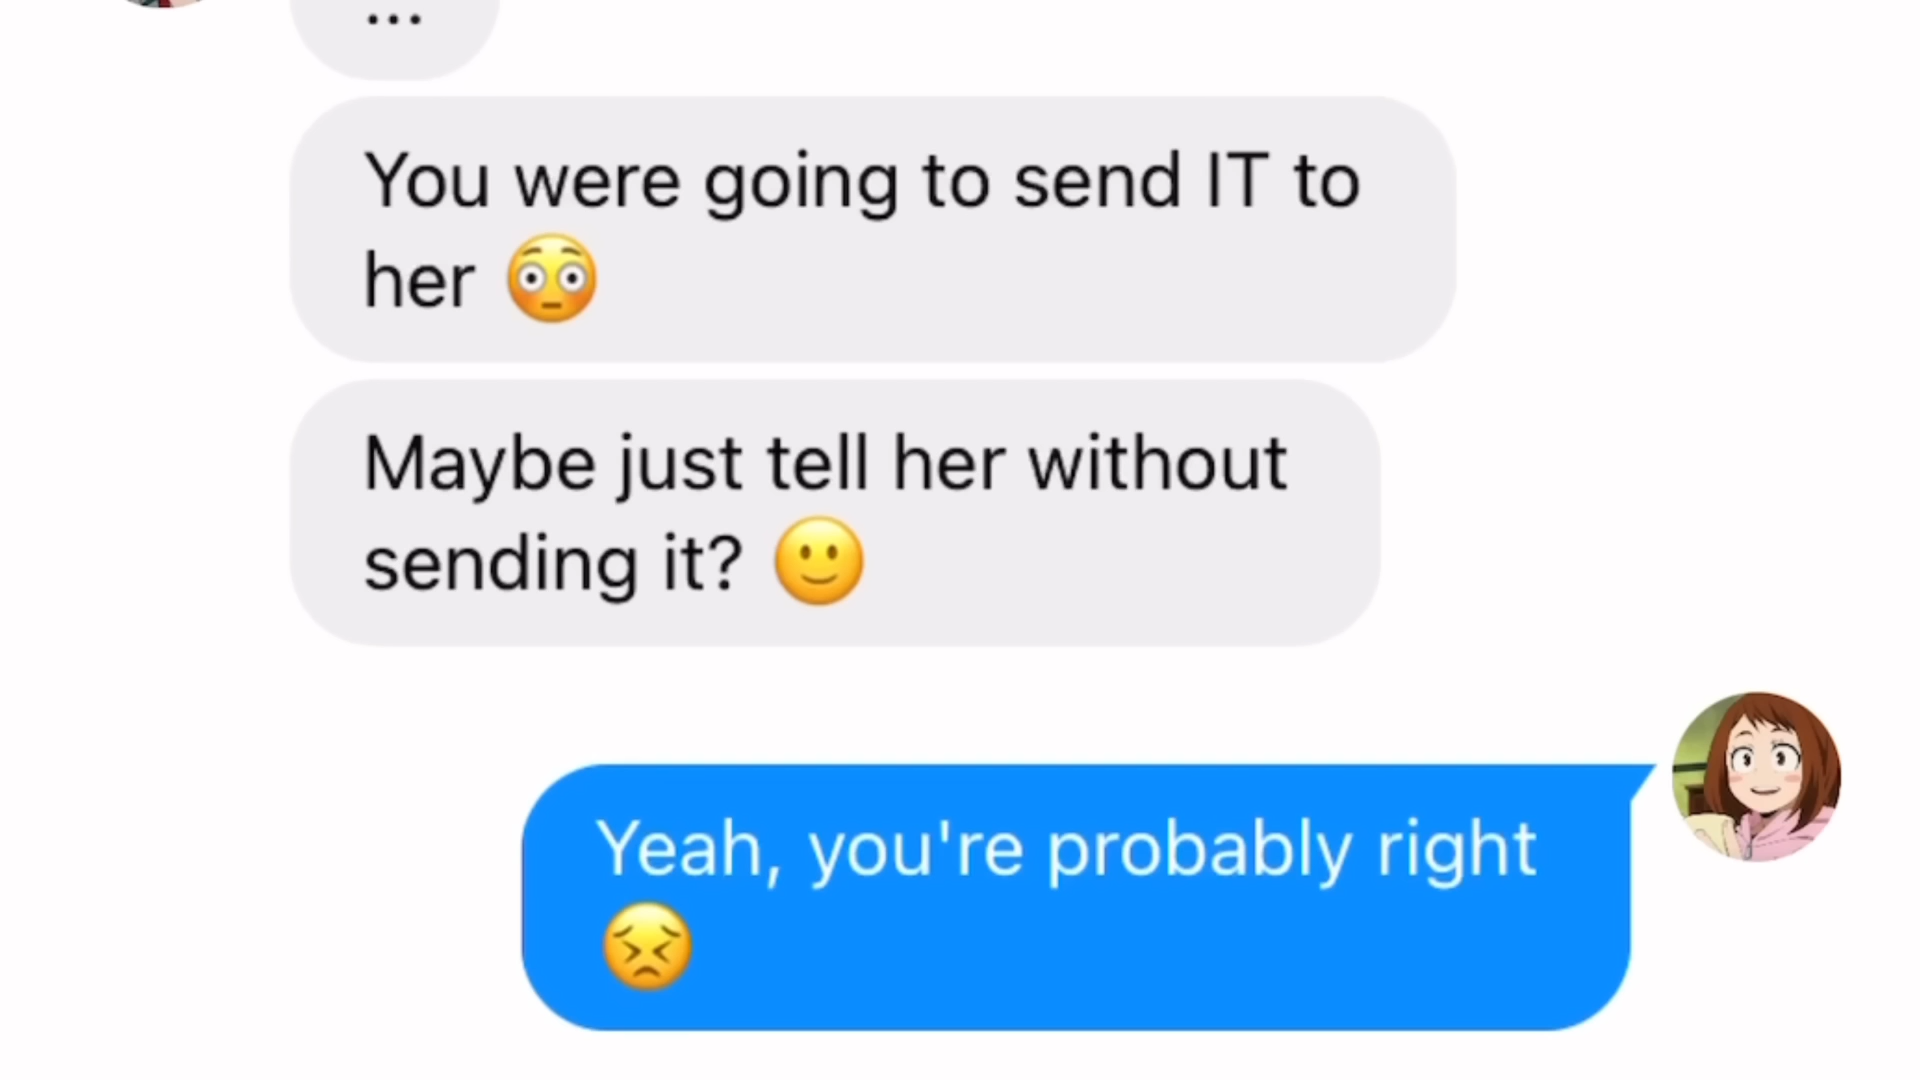 ...
You were going to send IT to
her 😳
Maybe just tell her without
sending it? 🙂
Yeah, you're probably right
😣